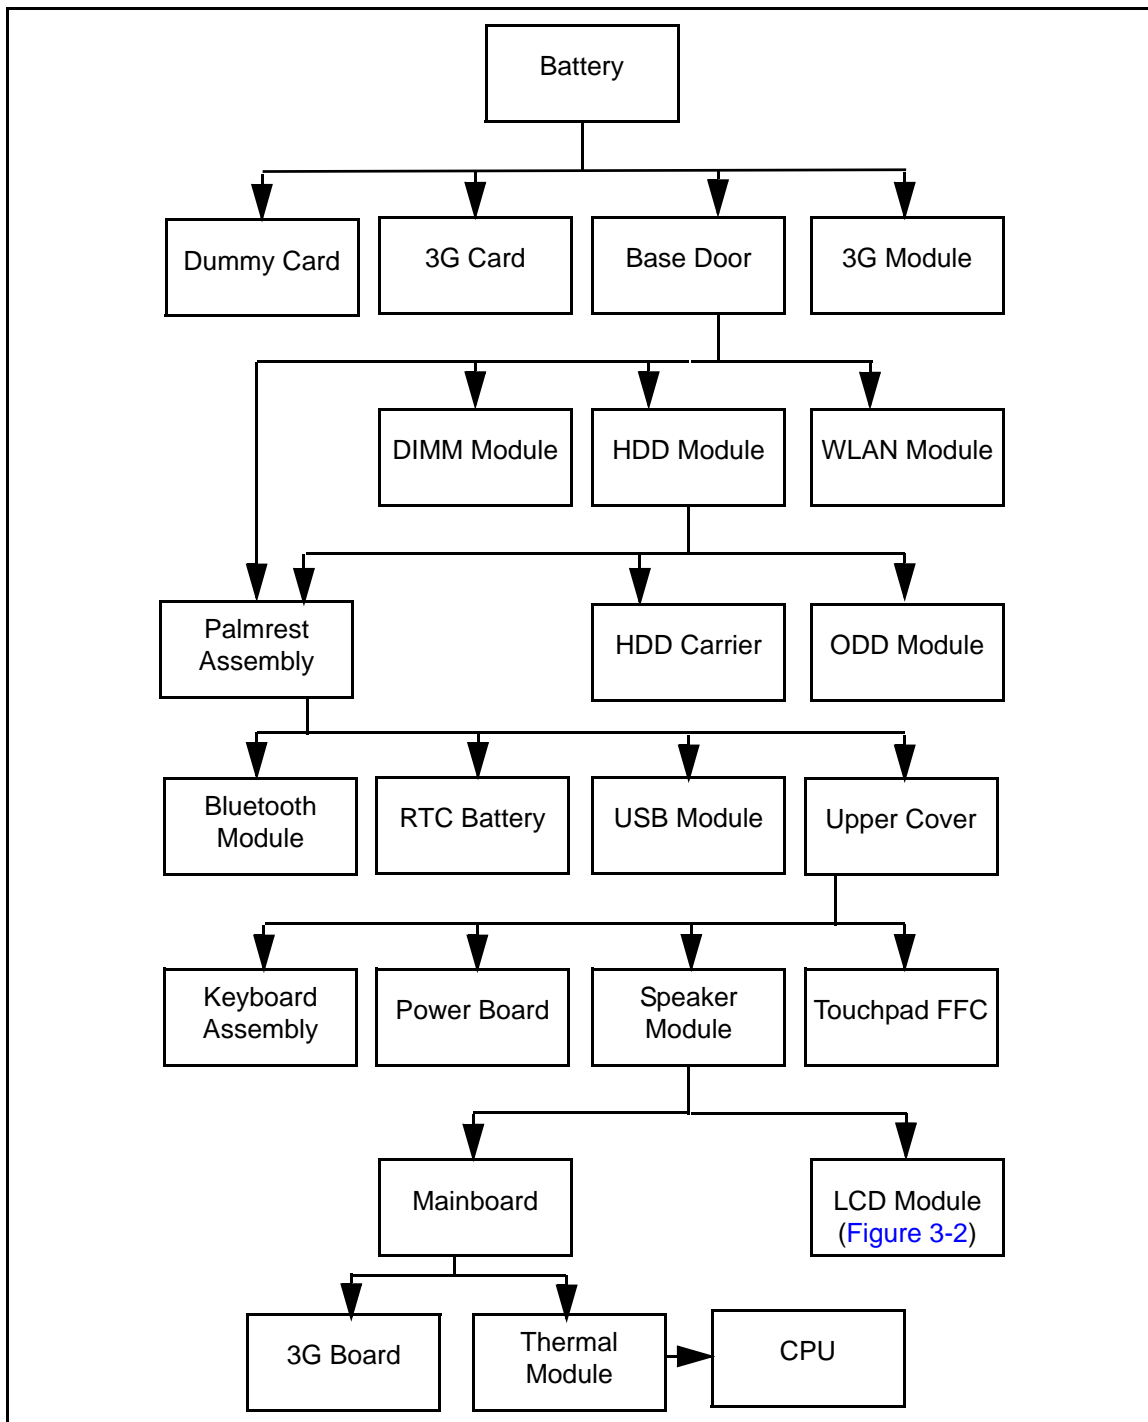 Battery
Dummy Card
3G Card
Base Door
3G Module
DIMM Module
HDD Module
WLAN Module
Palmrest
Assembly
HDD Carrier
ODD Module
Bluetooth
Module
RTC Battery
USB Module
Upper Cover
Keyboard
Assembly
Power Board
Speaker
Module
Touchpad FFC
Mainboard
LCD Module
(Figure 3-2)
3G Board
Thermal
Module
CPU